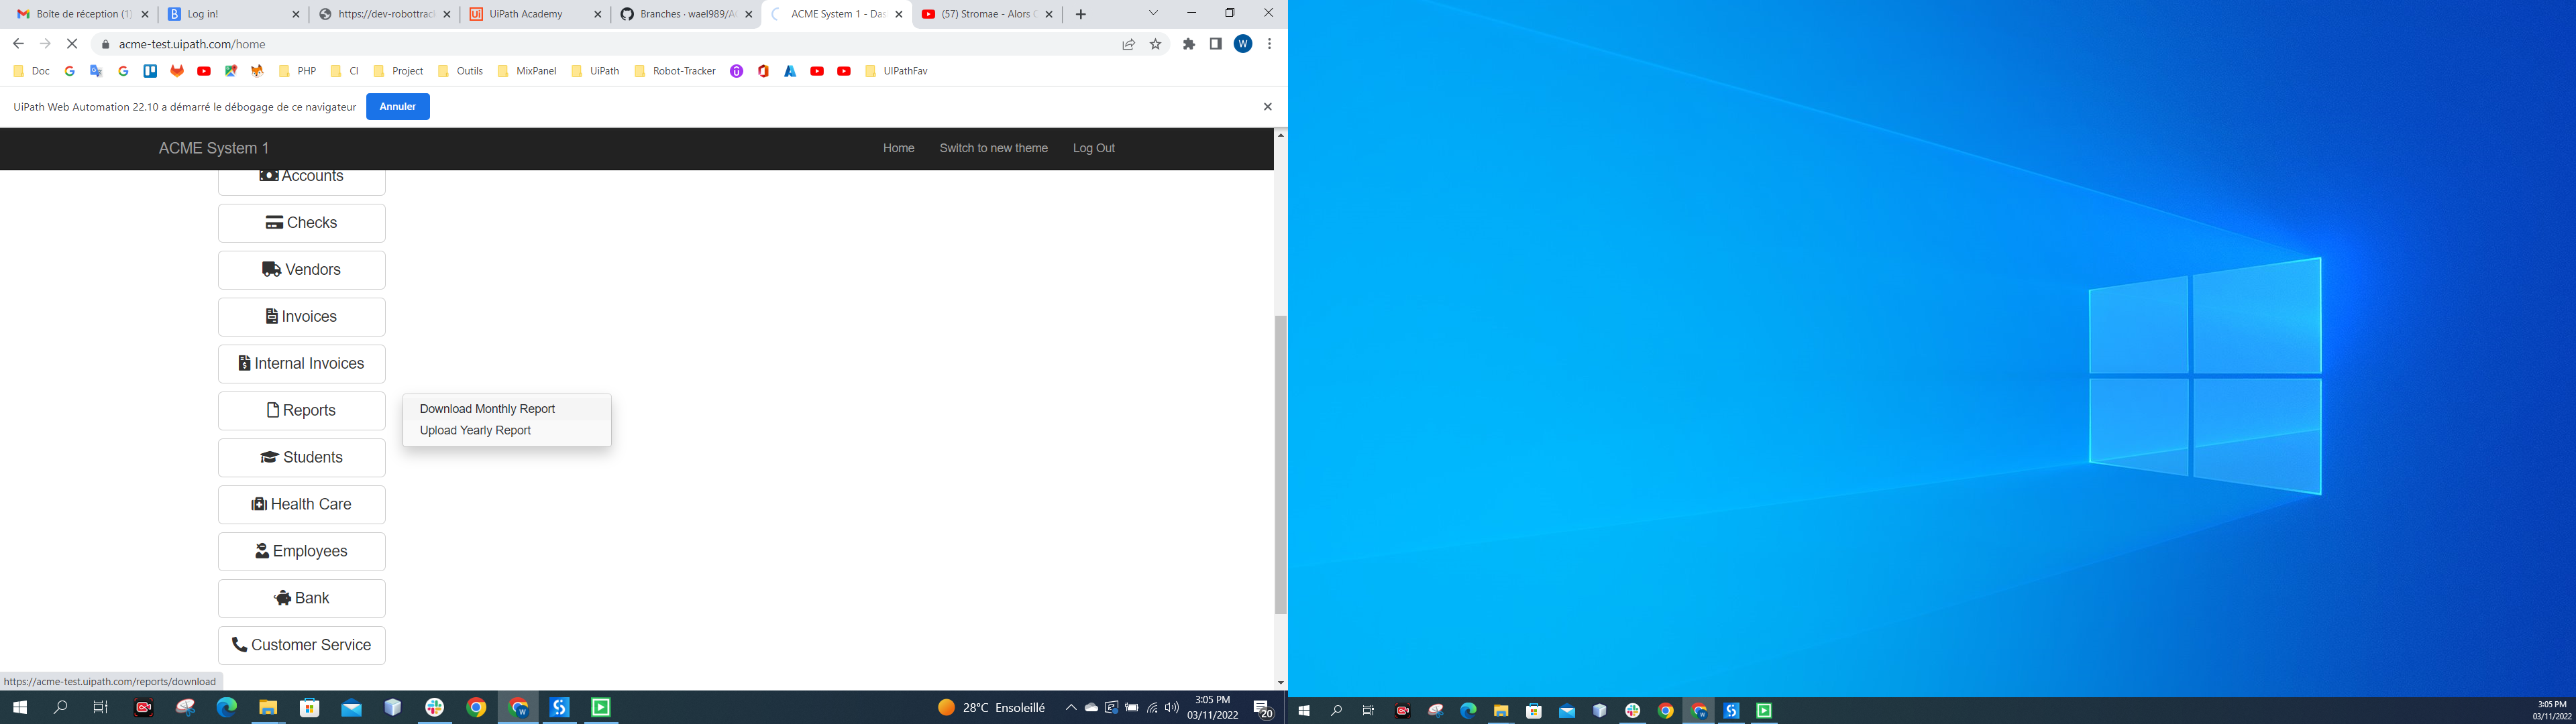 Boîte de réception (1)
Log in!
https://dev-robottrac
UiPath Academy
Branches · wael989/A
ACME System 1 - Das
(57) Stromae - Alors
acme-test.uipath.com/home
W
Doc
PHP
CI
Project
Outils
MixPanel
UiPath
Robot-Tracker
UIPathFav
UiPath Web Automation 22.10 a démarré le débogage de ce navigateur
Annuler
ACME System 1
Home
Switch to new theme
Log Out
Accounts
Checks
Vendors
Invoices
Internal Invoices
Reports
Download Monthly Report
Upload Yearly Report
Students
Health Care
Employees
Bank
Customer Service
https://acme-test.uipath.com/reports/download
28°C Ensoleillé
3:05 PM
03/11/2022
20
3:05 PM
03/11/2022